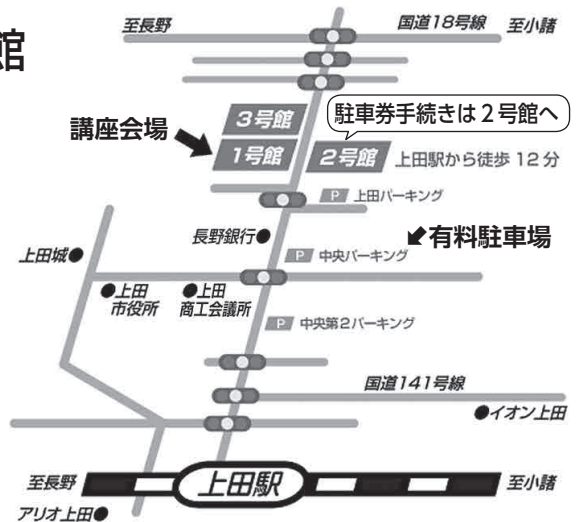 館
至長野
国道18号線
至小諸
駐車券手続きは2号館へ
3号館
講座会場
1号館
2号館
上田駅から徒歩 12 分
P 上田パーキング
長野銀行
有料駐車場
上田城
P 中央パーキング
上田
市役所
上田
商工会議所
P 中央第2パーキング
国道141号線
イオン上田
至長野
上田駅
至小諸
アリオ上田